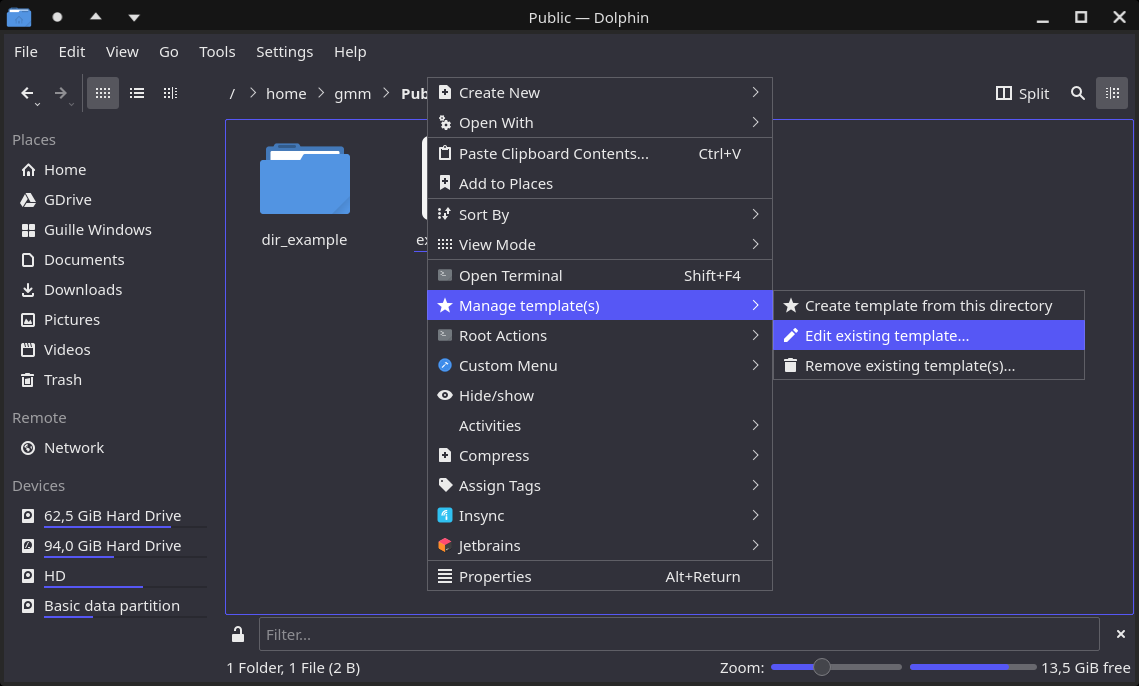 Public — Dolphin
File Edit View Go Tools Settings Help
/ home gmm Pub
Split
Places
Home
GDrive
Guille Windows
Documents
Downloads
Pictures
Videos
Trash
Remote
Network
Devices
62,5 GiB Hard Drive
94,0 GiB Hard Drive
HD
Basic data partition
dir_example
ex
Create New
Open With
Paste Clipboard Contents... Ctrl+V
Add to Places
Sort By
View Mode
Open Terminal Shift+F4
Manage template(s)
Root Actions
Custom Menu
Hide/show
Activities
Compress
Assign Tags
Insync
Jetbrains
Properties Alt+Return
Create template from this directory
Edit existing template...
Remove existing template(s)...
Filter...
1 Folder, 1 File (2 B)
Zoom:
13,5 GiB free